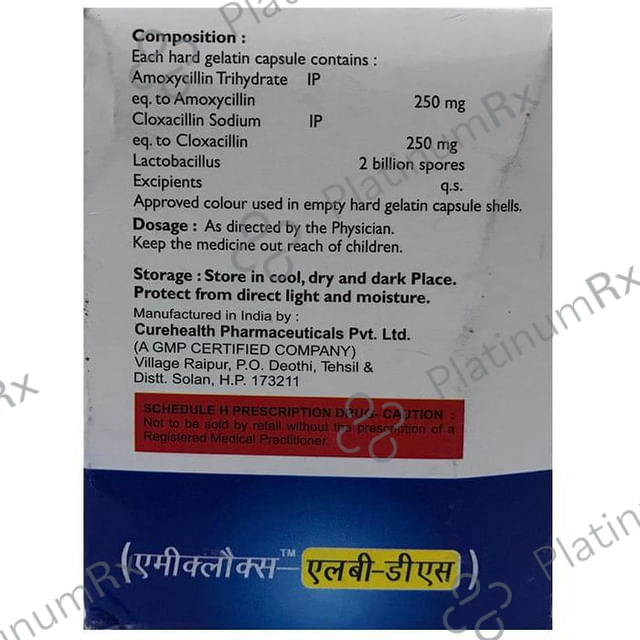 Composition :
Each hard gelatin capsule contains :
Amoxycillin Trihydrate IP
eq. to Amoxycillin 250 mg
Cloxacillin Sodium IP
eq. to Cloxacillin 250 mg
Lactobacillus 2 billion spores
Excipients q.s.
Approved colour used in empty hard gelatin capsule shells.
Dosage : As directed by the Physician.
Keep the medicine out reach of children.
Storage : Store in cool, dry and dark Place.
Protect from direct light and moisture.
Manufactured in India by :
Curehealth Pharmaceuticals Pvt. Ltd.
(A GMP CERTIFIED COMPANY)
Village Raipur, P.O. Deothi, Tehsil &
Distt. Solan, H.P. 173211
SCHEDULE H PRESCRIPTION DRUG- CAUTION :
Not to be sold by retail without the prescription of a
Registered Medical Practitioner.
(एमीक्लौक्स™ एलबी-डीएस)
PlatinumRx